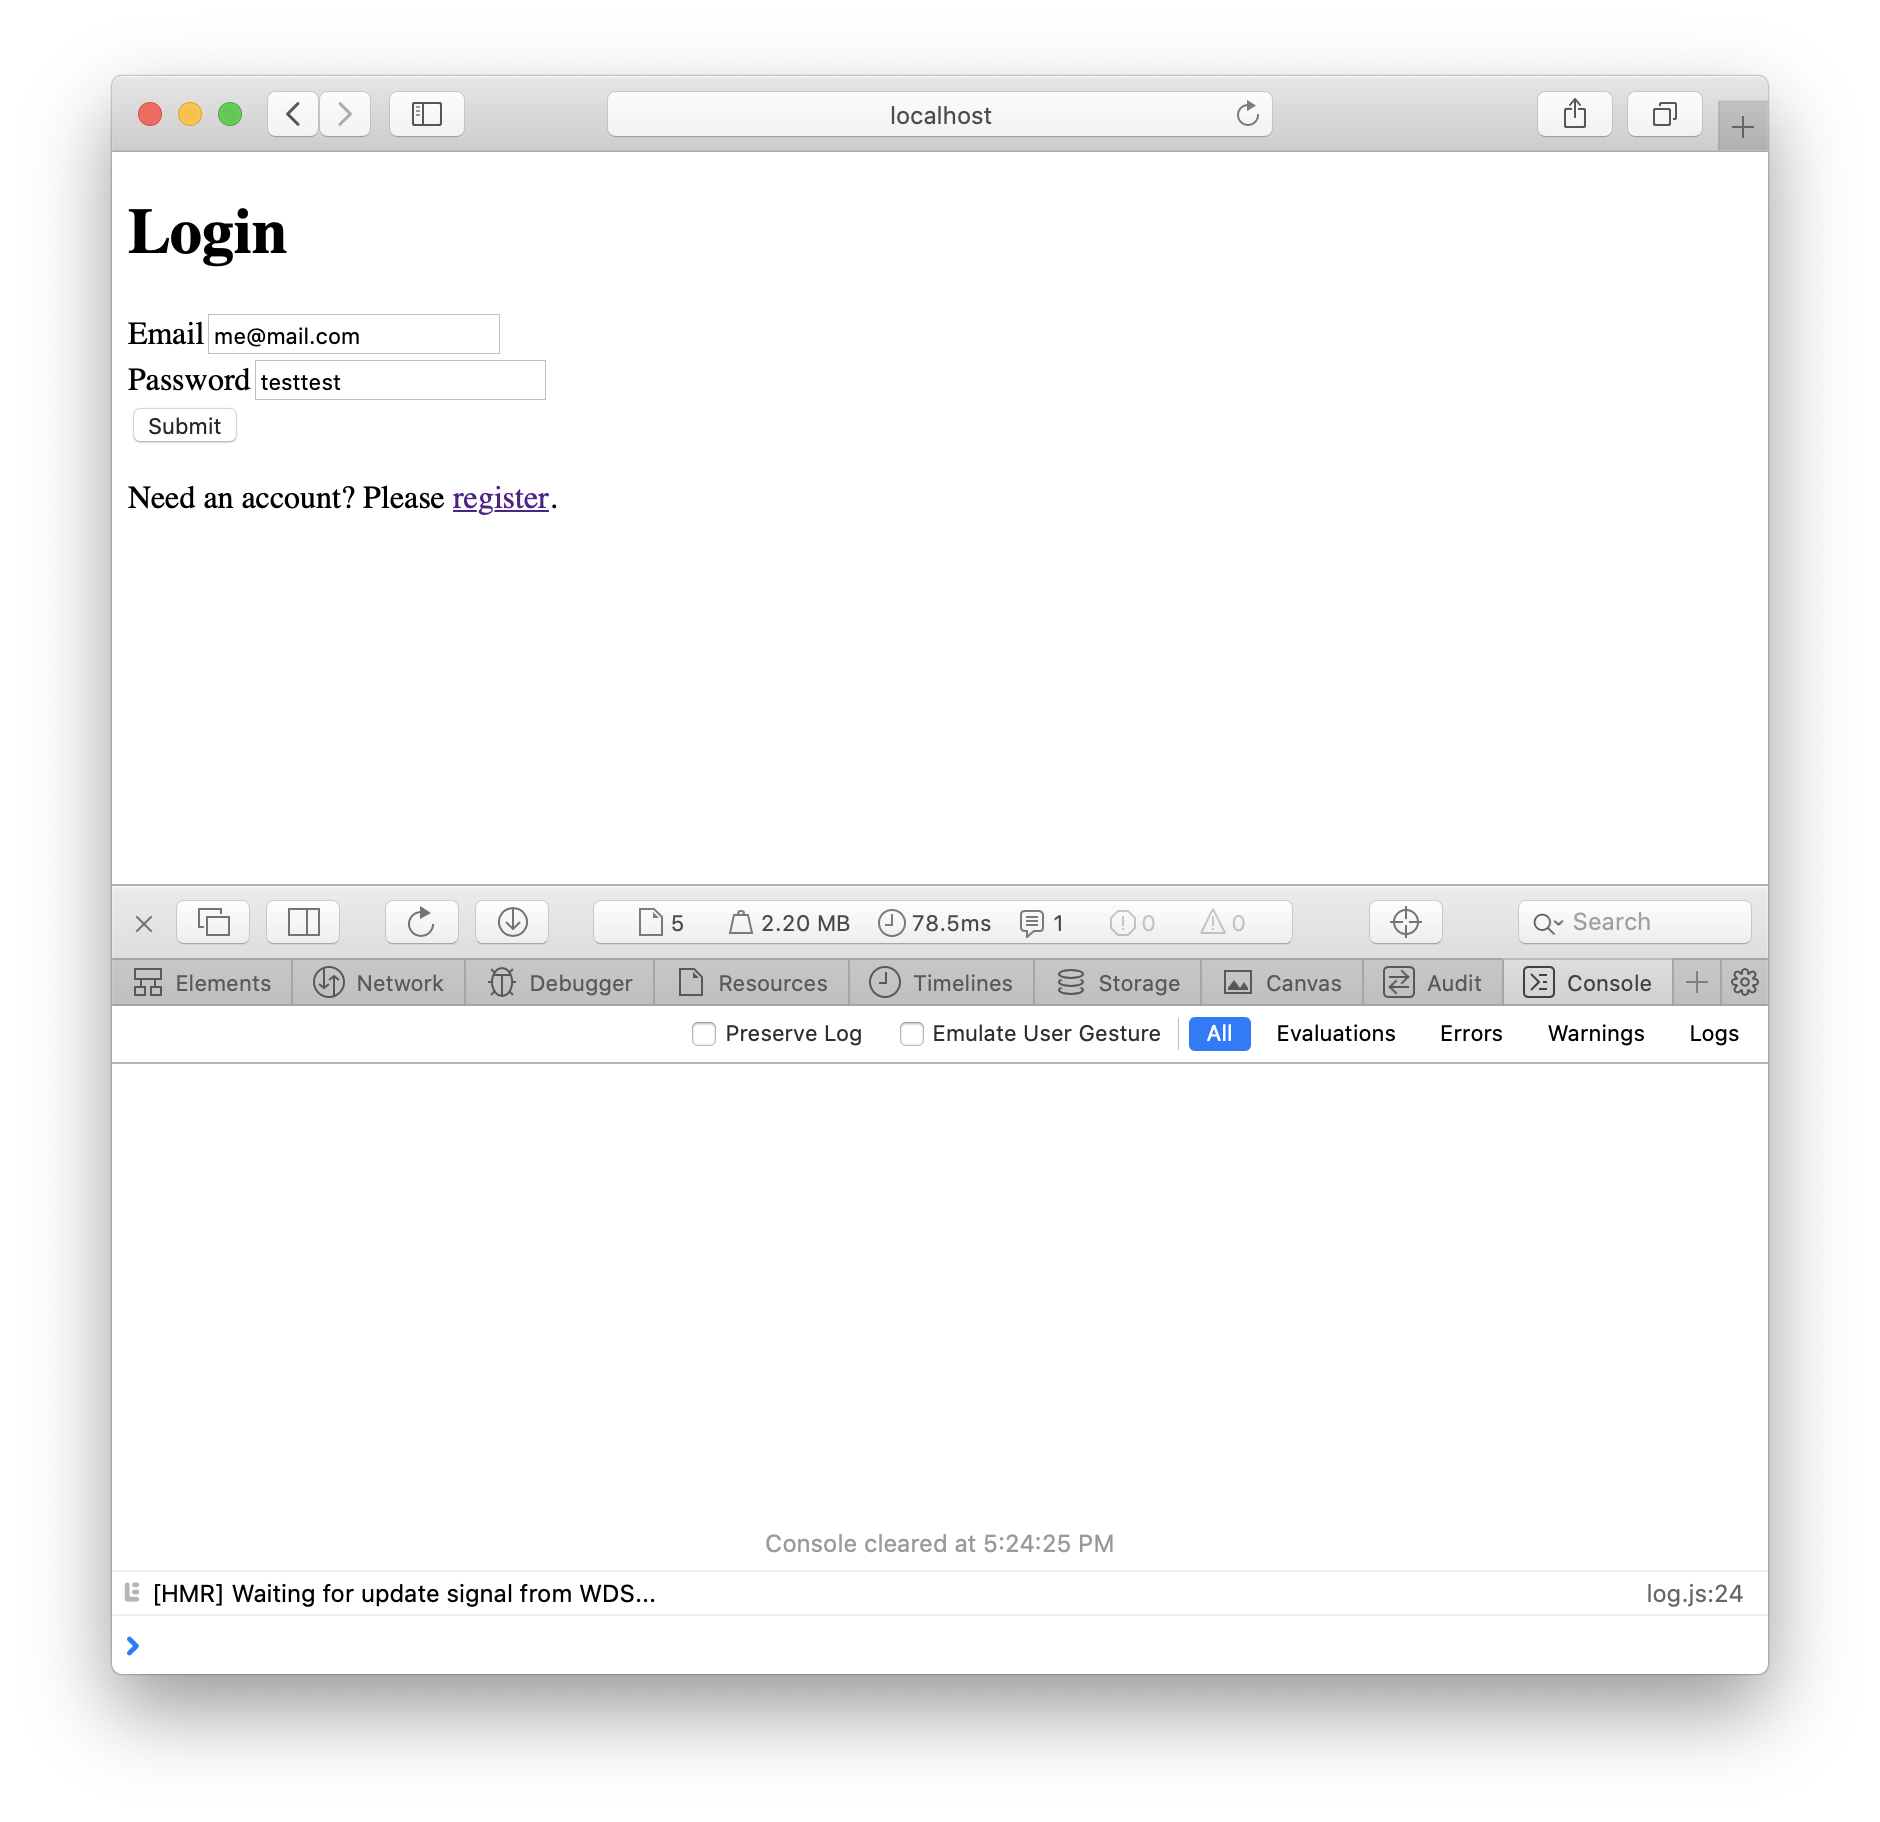 localhost
Login
Email me@mail.com
Password testtest
Submit
Need an account? Please register.
5 2.20 MB 78.5ms 1 0 0 Search
Elements Network Debugger Resources Timelines Storage Canvas Audit Console
Preserve Log Emulate User Gesture All Evaluations Errors Warnings Logs
Console cleared at 5:24:25 PM
[HMR] Waiting for update signal from WDS... log.js:24